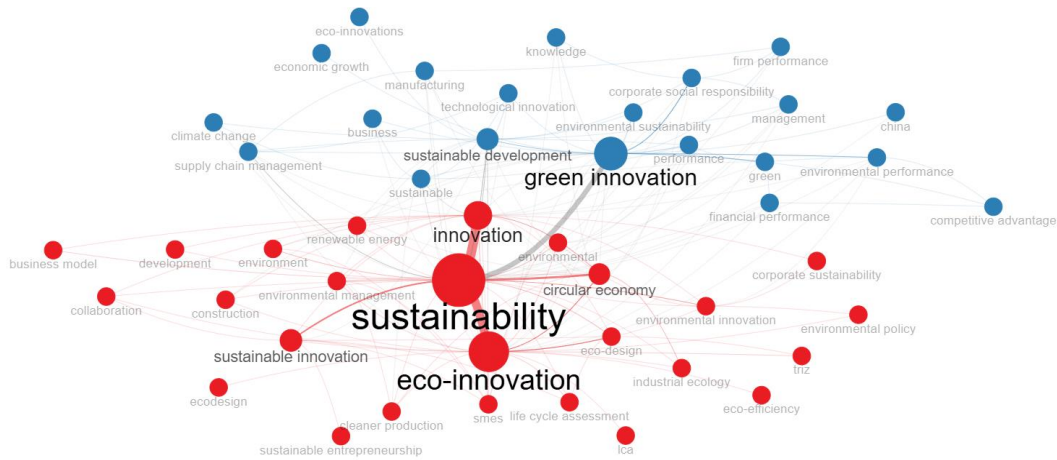 eco-innovations
knowledge
economic growth
firm performance
manufacturing
corporate social responsibility
technological innovation
management
climate change
business
environmental sustainability
china
supply chain management
sustainable development
performance
green innovation
green
environmental performance
sustainable
financial performance
competitive advantage
innovation
renewable energy
environmental
business model
development
environment
corporate sustainability
environmental management
circular economy
collaboration
construction
sustainability
environmental innovation
environmental policy
sustainable innovation
eco-design
eco-innovation
triz
industrial ecology
ecodesign
eco-efficiency
cleaner production
smes
life cycle assessment
sustainable entrepreneurship
lca